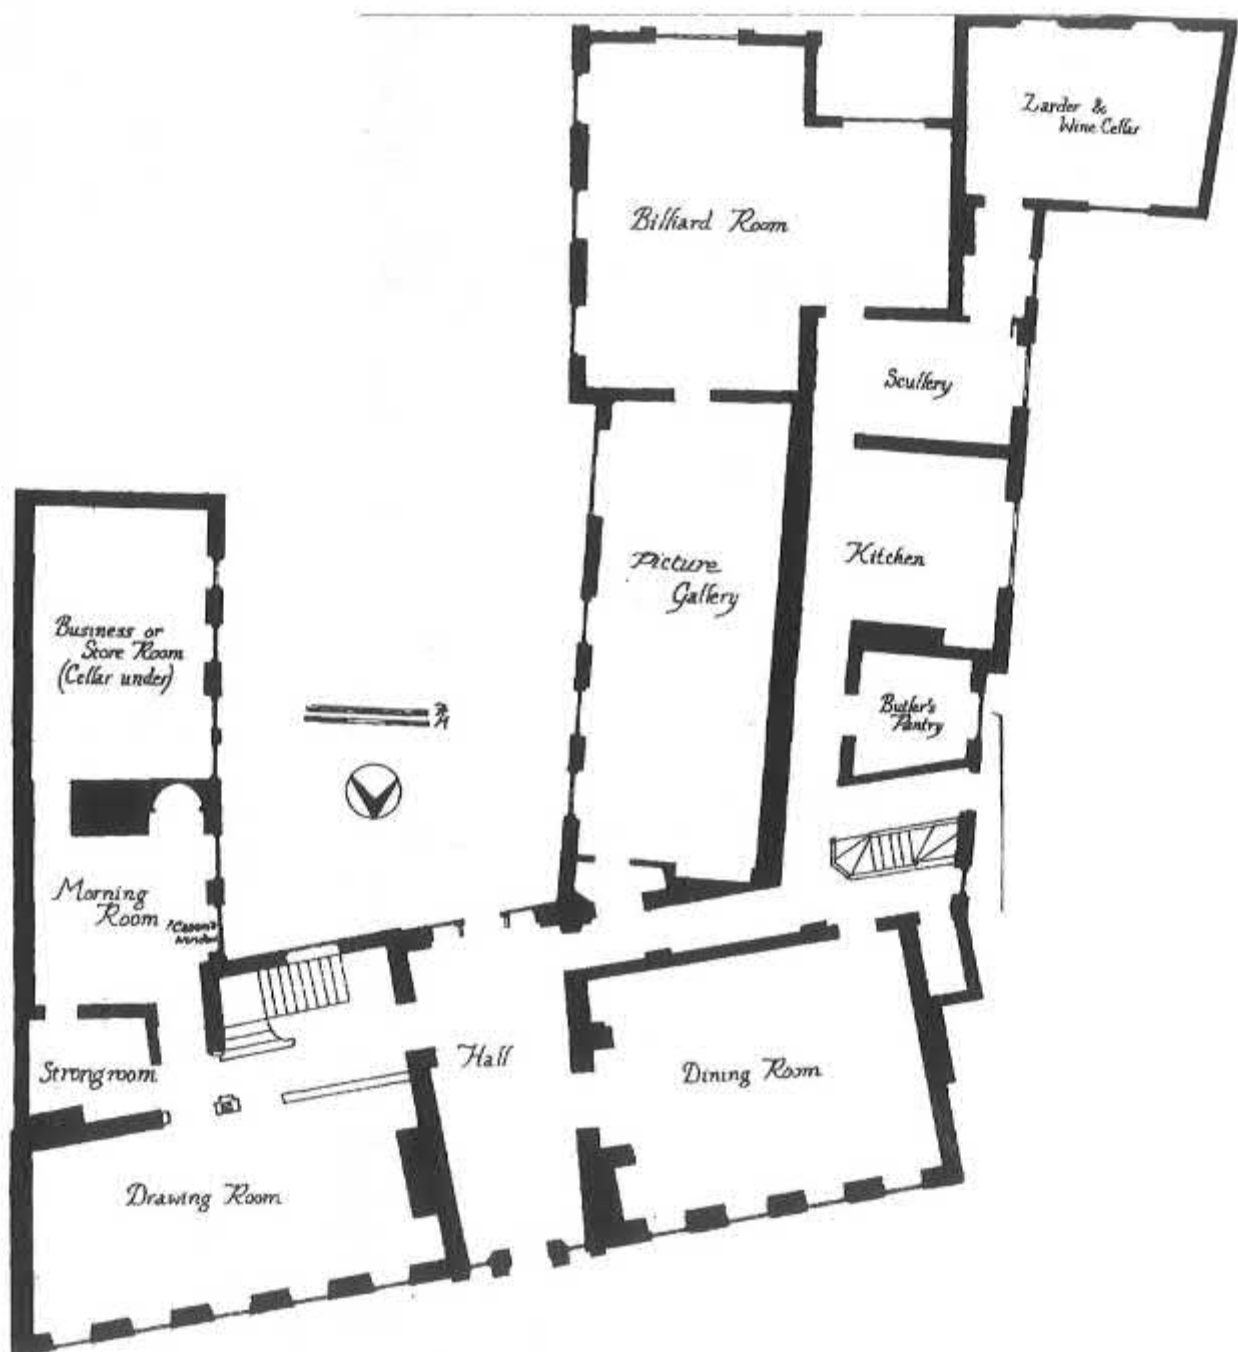 Larder &
Wine Cellar
Billiard Room
Scullery
Kitchen
Picture
Gallery
Business or
Store Room
(Cellar under)
Butler's
Pantry
Morning
Room
Strongroom
Hall
Dining Room
Drawing Room